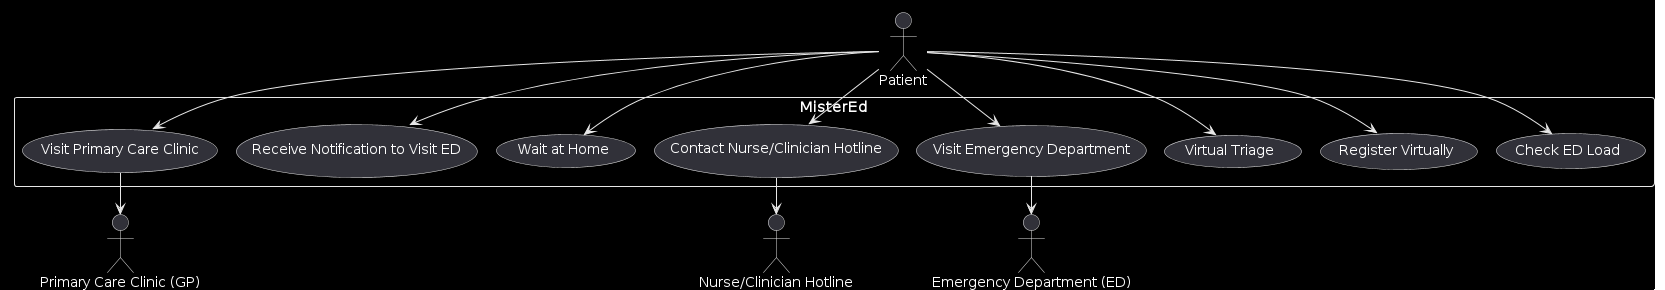 Patient
MisterEd
Visit Primary Care Clinic
Receive Notification to Visit ED
Wait at Home
Contact Nurse/Clinician Hotline
Visit Emergency Department
Virtual Triage
Register Virtually
Check ED Load
Primary Care Clinic (GP)
Nurse/Clinician Hotline
Emergency Department (ED)